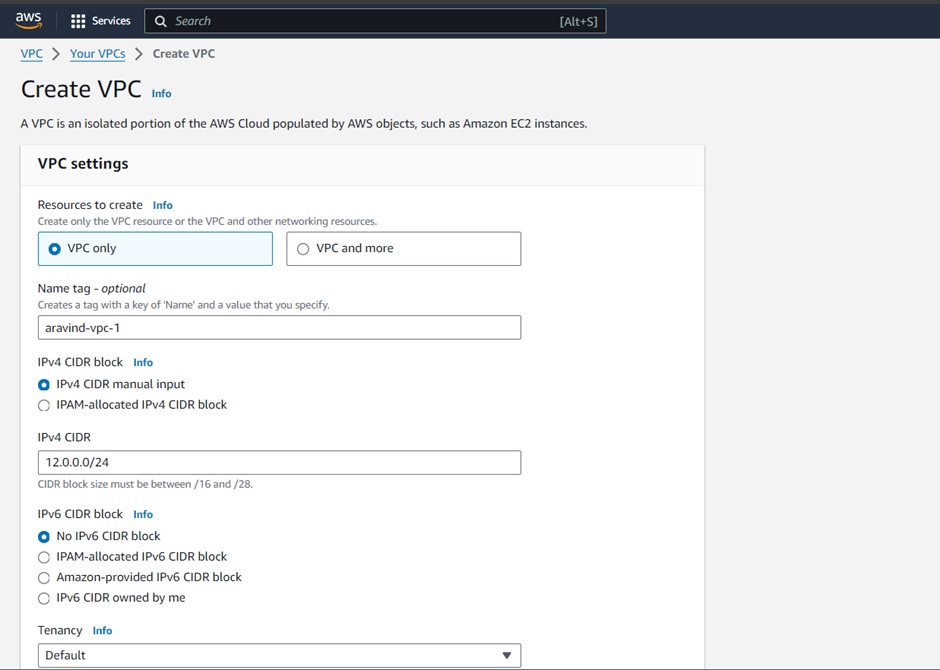 aws Services Search [Alt+S]
VPC > Your VPCs > Create VPC
Create VPC Info
A VPC is an isolated portion of the AWS Cloud populated by AWS objects, such as Amazon EC2 instances.
VPC settings
Resources to create Info
Create only the VPC resource or the VPC and other networking resources.
VPC only VPC and more
Name tag - optional
Creates a tag with a key of 'Name' and a value that you specify.
aravind-vpc-1
IPv4 CIDR block Info
IPv4 CIDR manual input
IPAM-allocated IPv4 CIDR block
IPv4 CIDR
12.0.0.0/24
CIDR block size must be between /16 and /28.
IPv6 CIDR block Info
No IPv6 CIDR block
IPAM-allocated IPv6 CIDR block
Amazon-provided IPv6 CIDR block
IPv6 CIDR owned by me
Tenancy Info
Default